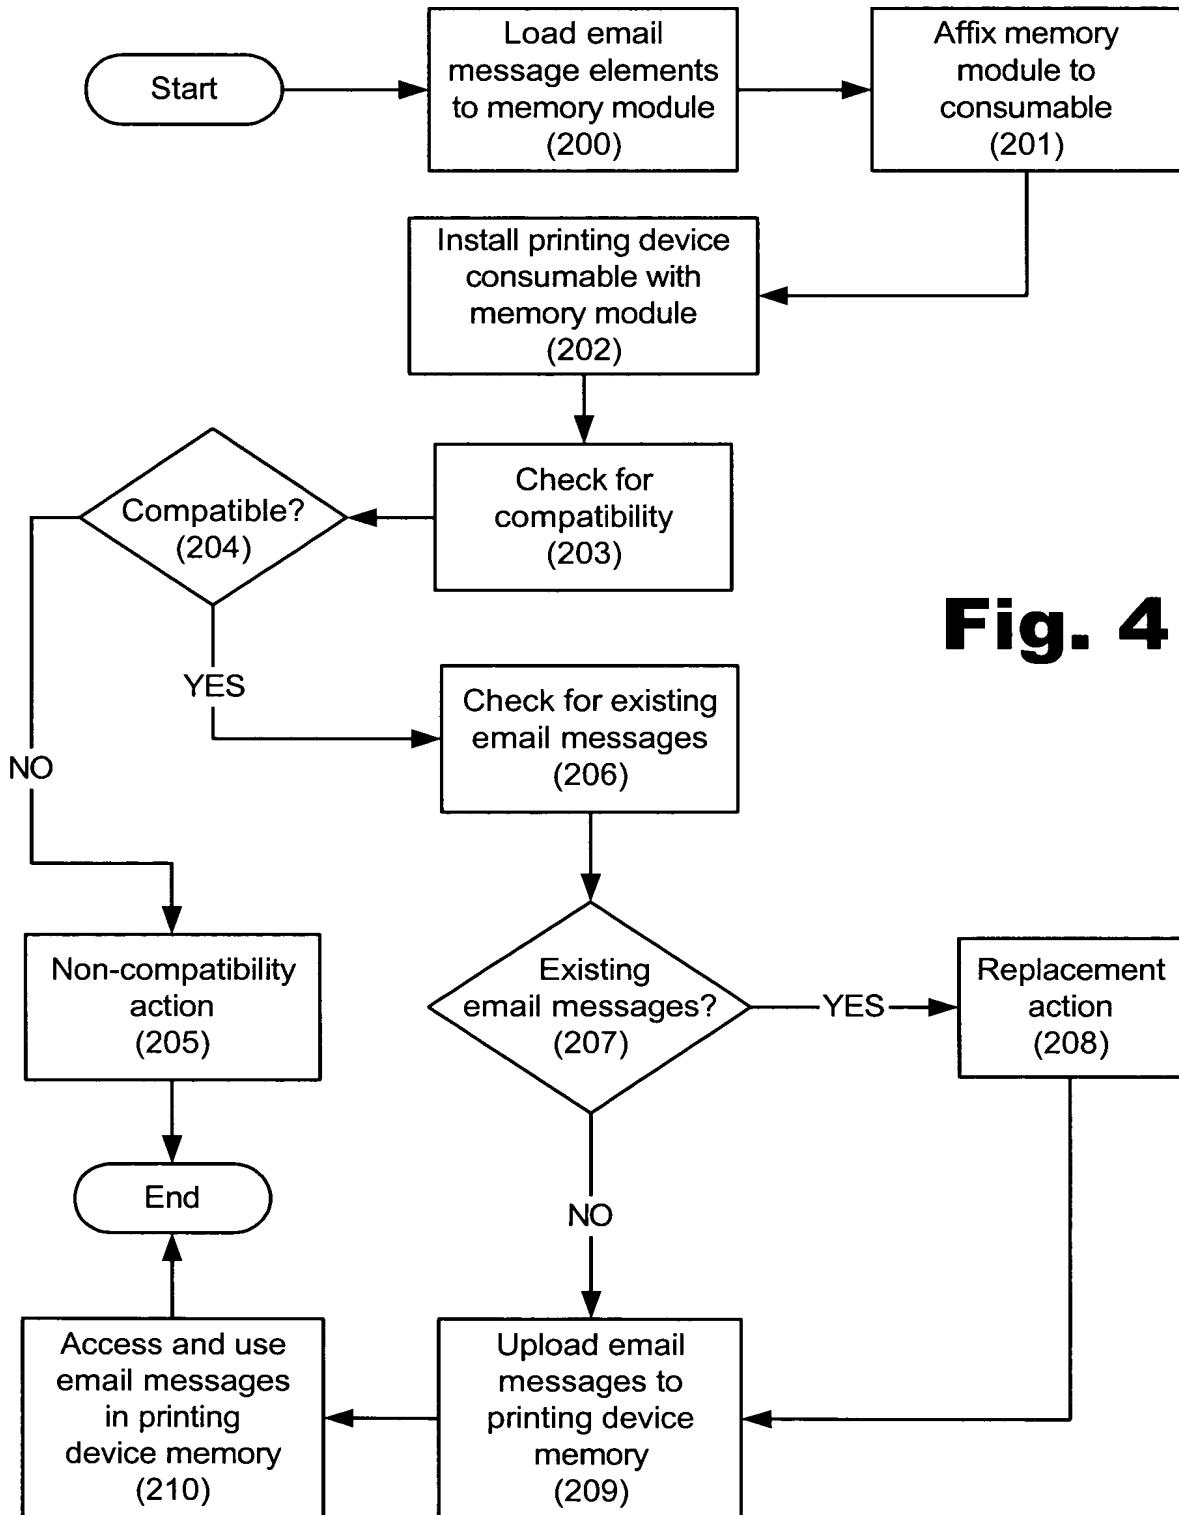 Start
Load email
message elements
to memory module
(200)
Affix memory
module to
consumable
(201)
Install printing device
consumable with
memory module
(202)
Check for
compatibility
(203)
Compatible?
(204)
YES
NO
Fig. 4
Check for existing
email messages
(206)
Non-compatibility
action
(205)
Existing
email messages?
(207)
YES
Replacement
action
(208)
End
NO
Access and use
email messages
in printing
device memory
(210)
Upload email
messages to
printing device
memory
(209)